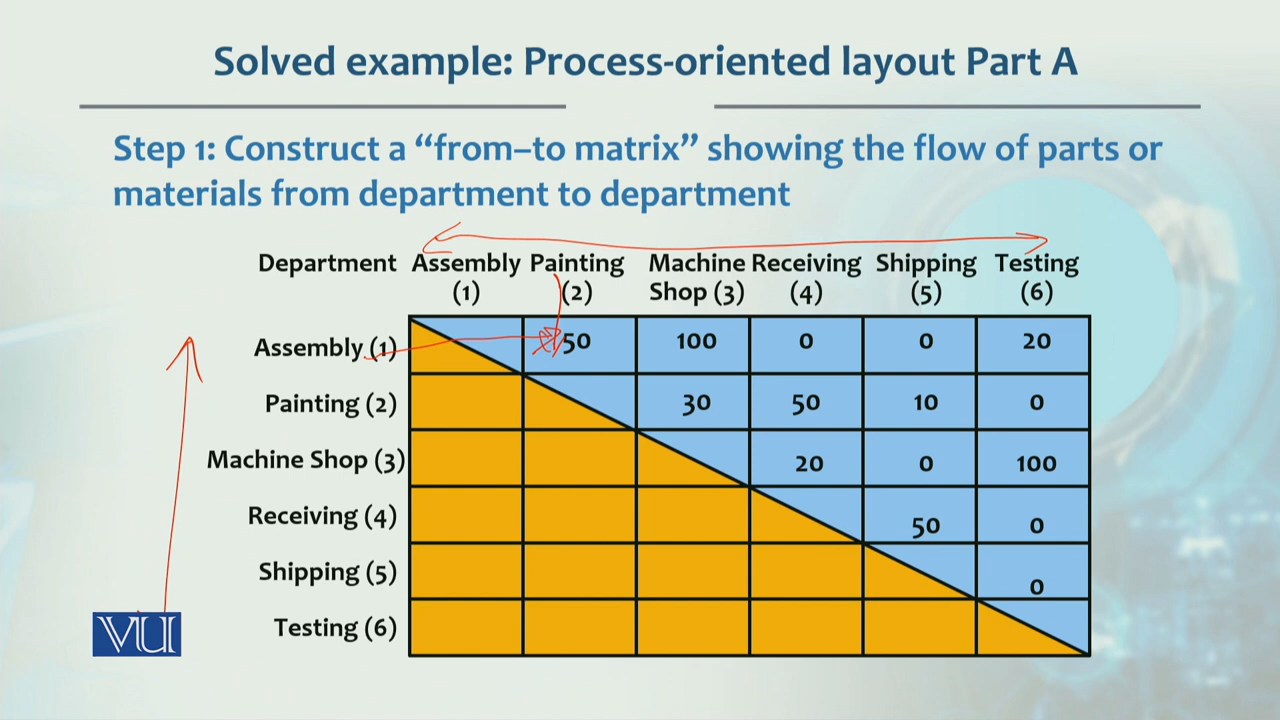 Solved example: Process-oriented layout Part A
Step 1: Construct a “from–to matrix” showing the flow of parts or
materials from department to department
Department Assembly Painting Machine Receiving Shipping Testing
(1) (2) Shop (3) (4) (5) (6)
Assembly (1) 50 100 0 0 20
Painting (2) 30 50 10 0
Machine Shop (3) 20 0 100
Receiving (4) 50 0
Shipping (5) 0
Testing (6)
VU